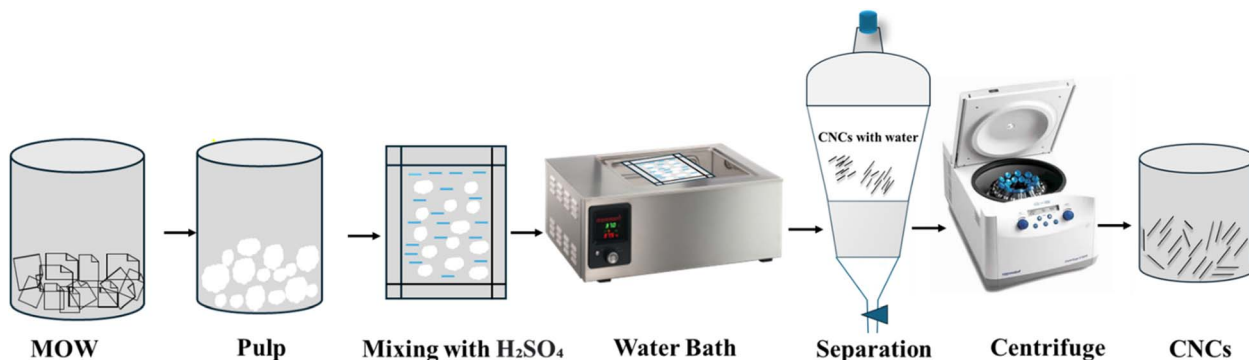 CNCs with water
MOW
Pulp
Mixing with H₂SO₄
Water Bath
Separation
Centrifuge
CNCs